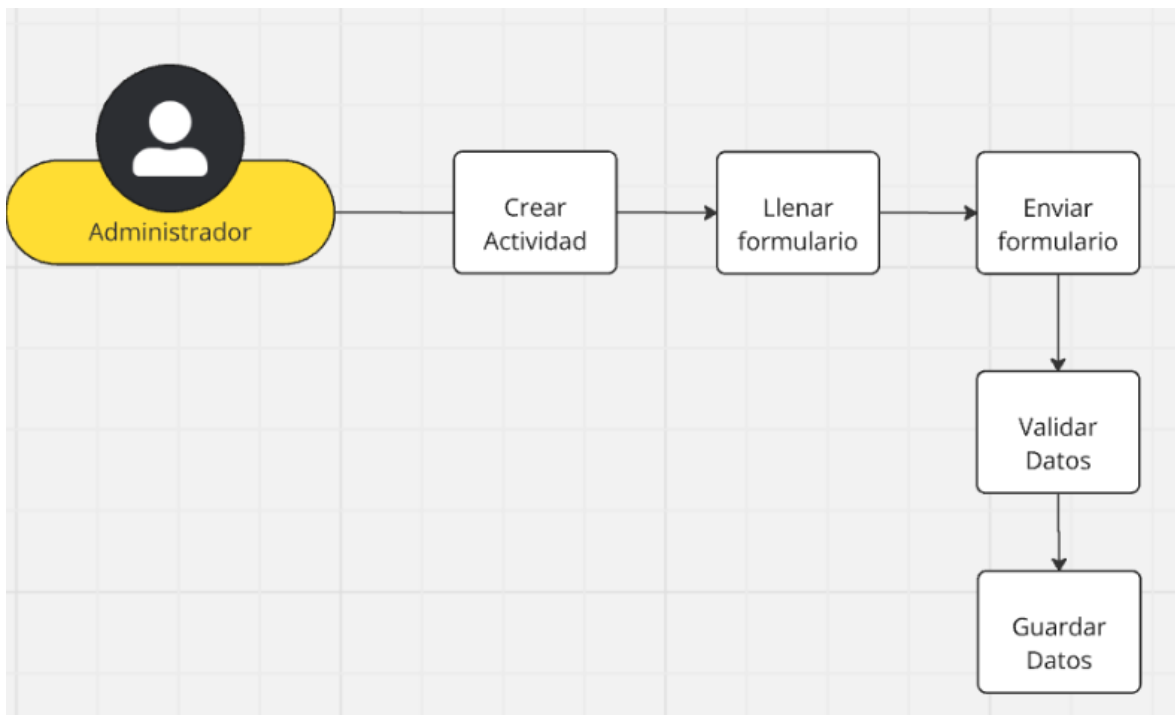 Administrador
Crear
Actividad
Llenar
formulario
Enviar
formulario
Validar
Datos
Guardar
Datos